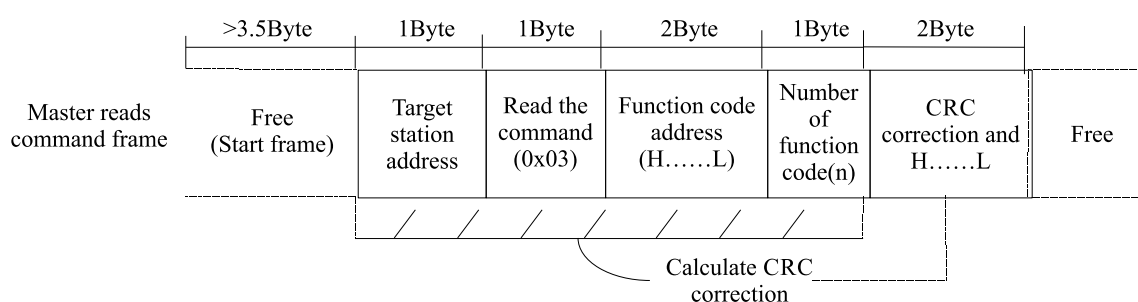 >3.5Byte 1Byte 1Byte 2Byte 1Byte 2Byte
Master reads
command frame
Free
(Start frame)
Target
station
address
Read the
command
(0x03)
Function code
address
(H……L)
Number
of
function
code(n)
CRC
correction and
H……L
Free
Calculate CRC
correction